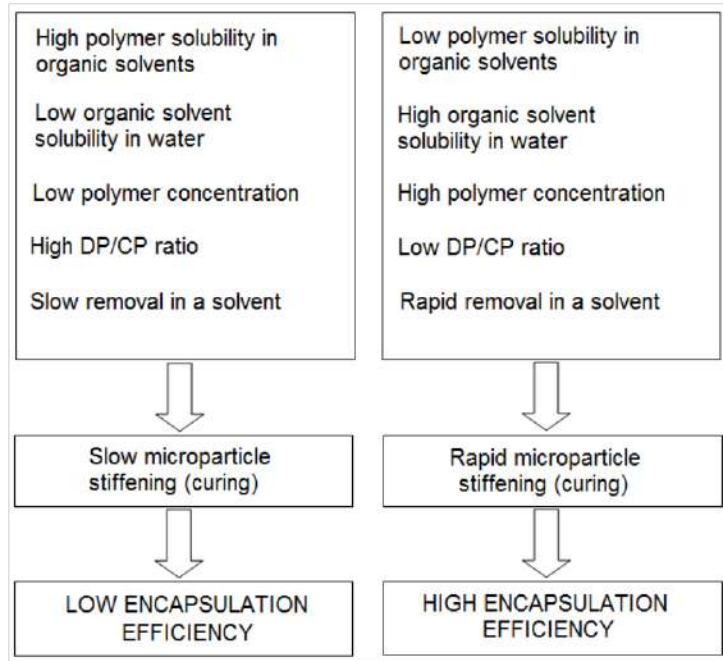 High polymer solubility in
organic solvents
Low organic solvent
solubility in water
Low polymer concentration
High DP/CP ratio
Slow removal in a solvent
Slow microparticle
stiffening (curing)
LOW ENCAPSULATION
EFFICIENCY
Low polymer solubility in
organic solvents
High organic solvent
solubility in water
High polymer concentration
Low DP/CP ratio
Rapid removal in a solvent
Rapid microparticle
stiffening (curing)
HIGH ENCAPSULATION
EFFICIENCY